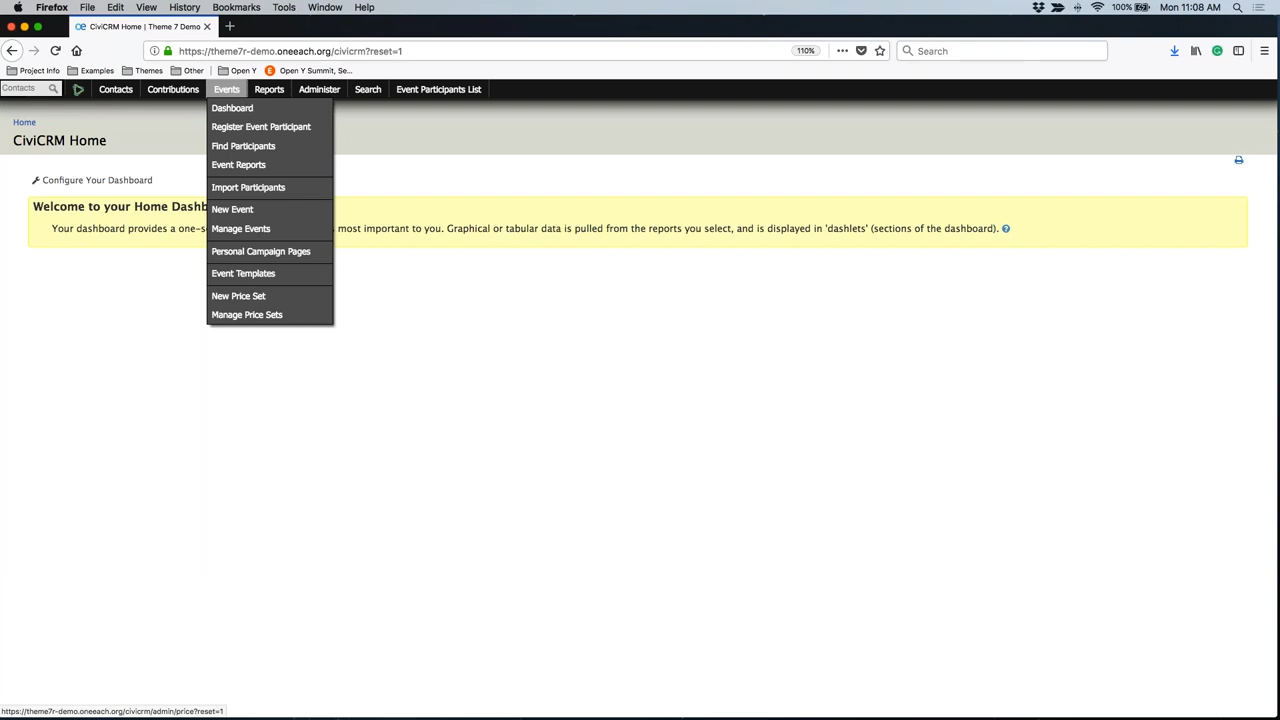 Firefox File Edit View History Bookmarks Tools Window Help 100% Mon 11:08 AM
CiviCRM Home | Theme 7 Demo
https://theme7r-demo.oneeach.org/civicrm?reset=1 110% Search
Project Info Examples Themes Other Open Y Open Y Summit, Se...
Contacts Contacts Contributions Events Reports Administer Search Event Participants List
Dashboard
Register Event Participant
Find Participants
Event Reports
Import Participants
New Event
Manage Events
Personal Campaign Pages
Event Templates
New Price Set
Manage Price Sets
Home
CiviCRM Home
Configure Your Dashboard
Welcome to your Home Dashb
Your dashboard provides a one-s most important to you. Graphical or tabular data is pulled from the reports you select, and is displayed in 'dashlets' (sections of the dashboard).
https://theme7r-demo.oneeach.org/civicrm/admin/price?reset=1